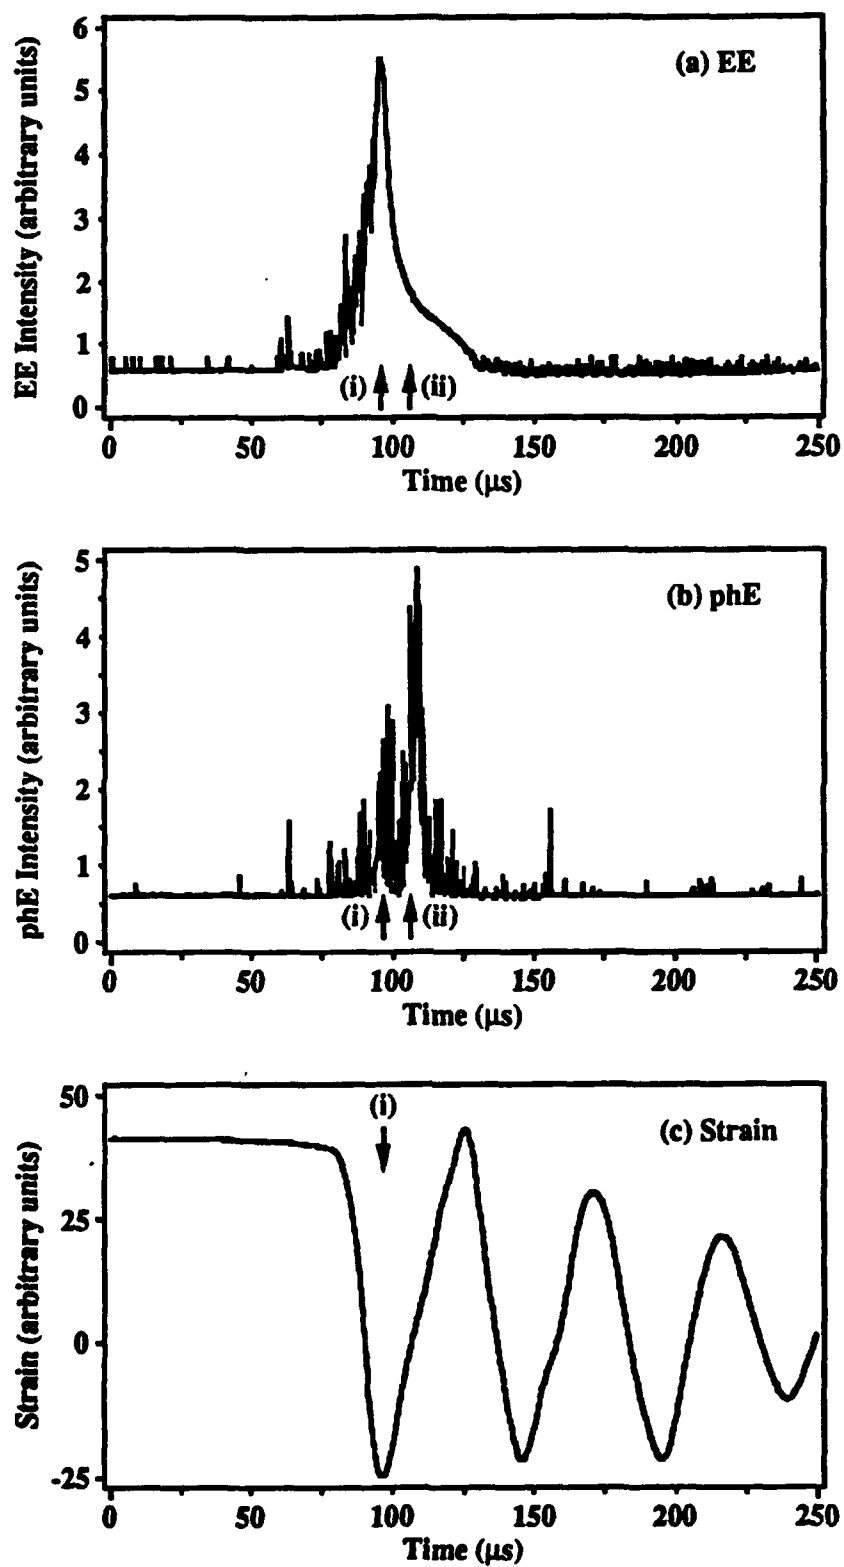 (a) EE
EE Intensity (arbitrary units)
6
5
4
3
2
1
0
(i)
(ii)
0 50 100 150 200 250
Time (μs)
(b) phE
phE Intensity (arbitrary units)
5
4
3
2
1
0
(i)
(ii)
0 50 100 150 200 250
Time (μs)
(c) Strain
Strain (arbitrary units)
50
25
0
-25
(i)
0 50 100 150 200 250
Time (μs)